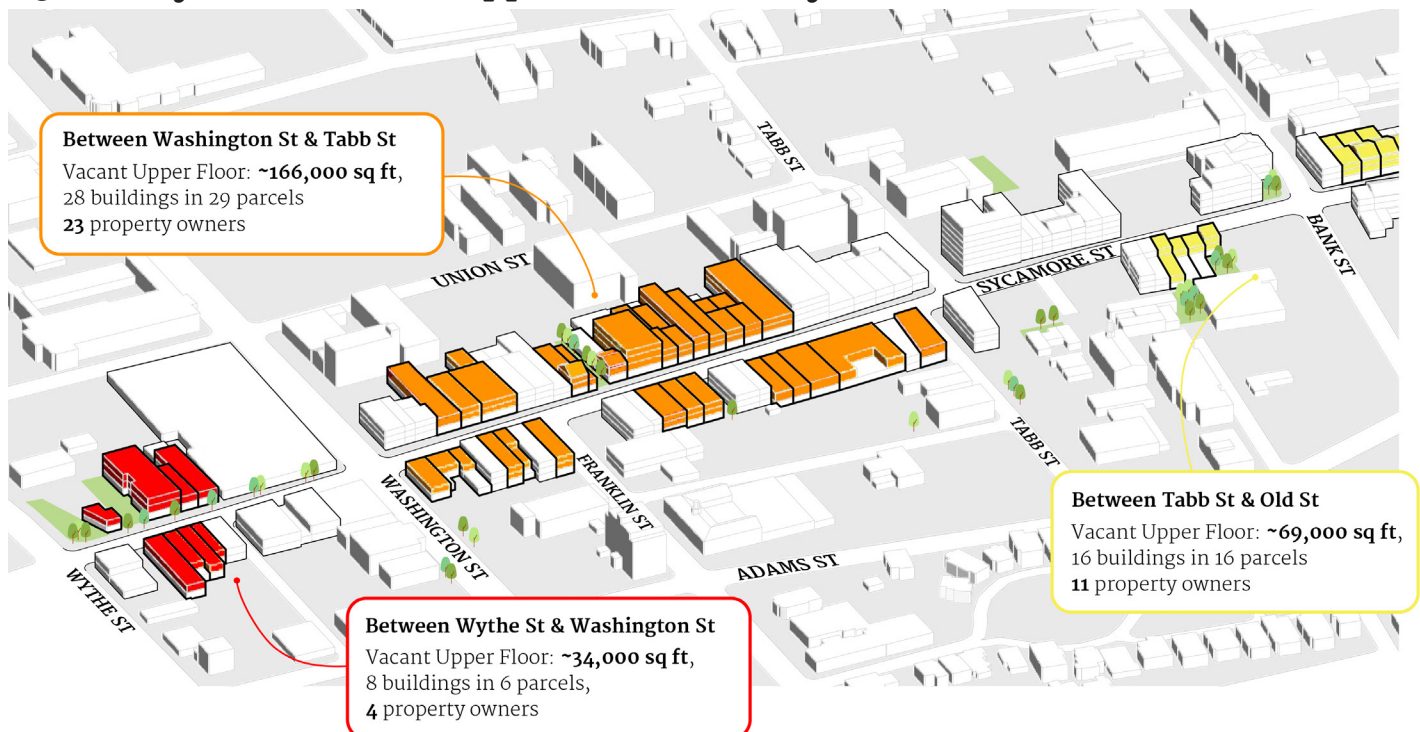 Between Washington St & Tabb St
Vacant Upper Floor: ~166,000 sq ft,
28 buildings in 29 parcels
23 property owners
TABB ST
UNION ST
SYCAMORE ST
BANK ST
FRANKLIN ST
TABB ST
WASHINGTON ST
ADAMS ST
WYTHE ST
Between Tabb St & Old St
Vacant Upper Floor: ~69,000 sq ft,
16 buildings in 16 parcels
11 property owners
Between Wythe St & Washington St
Vacant Upper Floor: ~34,000 sq ft,
8 buildings in 6 parcels,
4 property owners